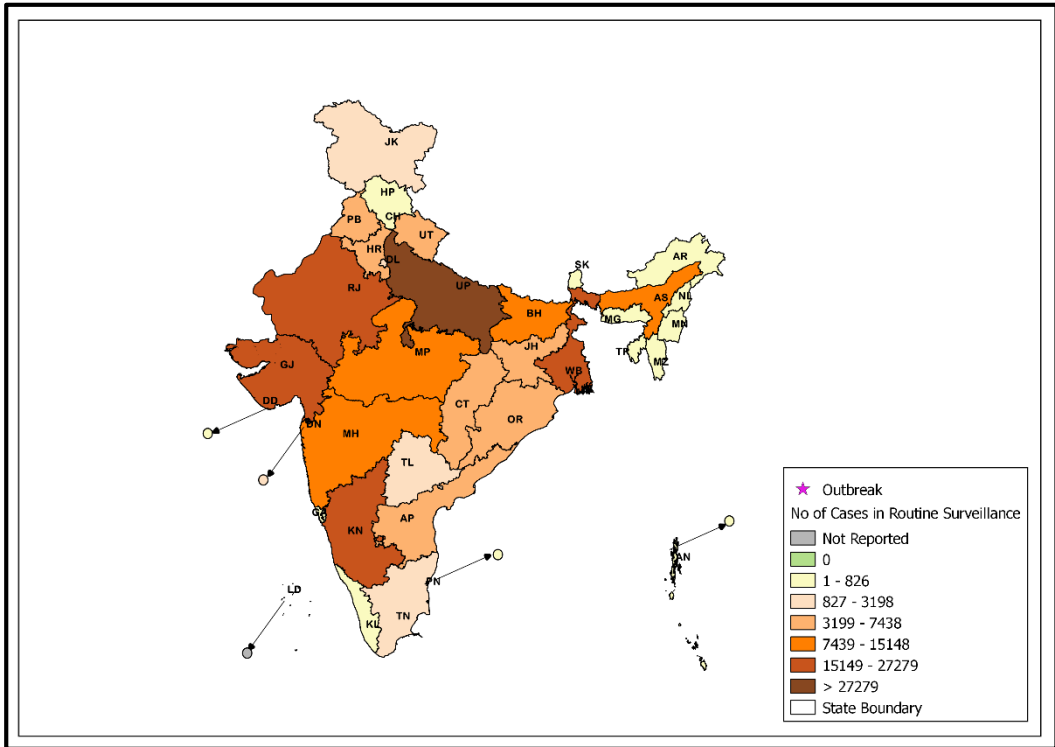 JK
HP
CH
PB
UT
HR
DL
SK
AR
RJ
UP
AS
NL
BH
MG
MN
GJ
MP
JH
TR
MZ
WB
DD
CT
DN
OR
MH
TL
GA
KN
AP
AN
PN
LD
KL
TN
Outbreak
No of Cases in Routine Surveillance
Not Reported
0
1 - 826
827 - 3198
3199 - 7438
7439 - 15148
15149 - 27279
> 27279
State Boundary